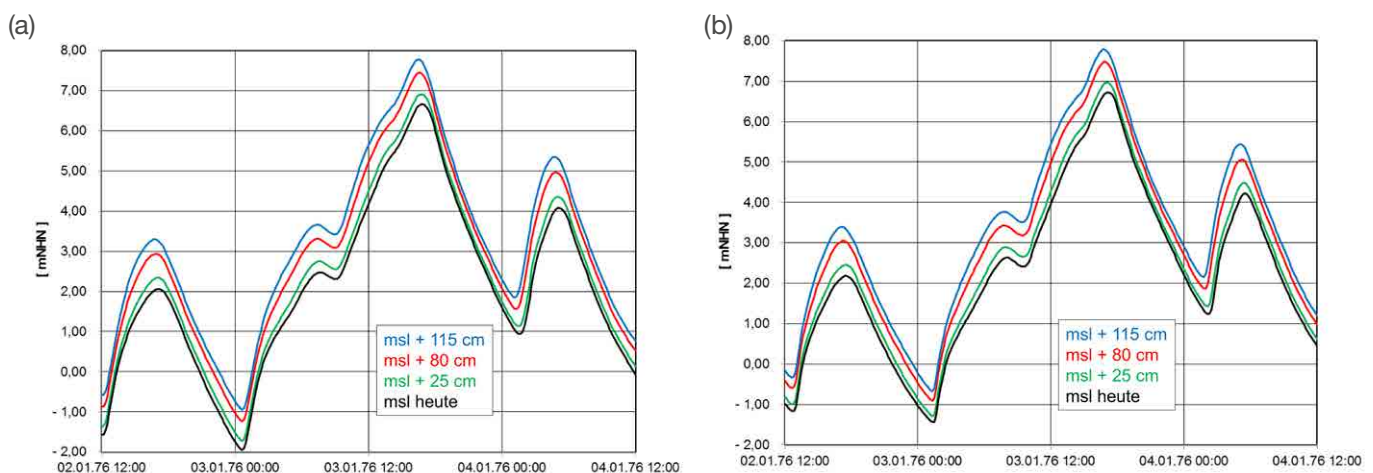 (a)
8,00
7,00
6,00
5,00
4,00
3,00
2,00
1,00
0,00
- 1,00
- 2,00
[ mNHN ]
msl + 115 cm
msl + 80 cm
msl + 25 cm
msl heute
02.01.76 12:00 03.01.76 00:00 03.01.76 12:00 04.01.76 00:00 04.01.76 12:00
(b)
8,00
7,00
6,00
5,00
4,00
3,00
2,00
1,00
0,00
- 1,00
- 2,00
[ mNHN ]
msl + 115 cm
msl + 80 cm
msl + 25 cm
msl heute
02.01.76 12:00 03.01.76 00:00 03.01.76 12:00 04.01.76 00:00 04.01.76 12:00